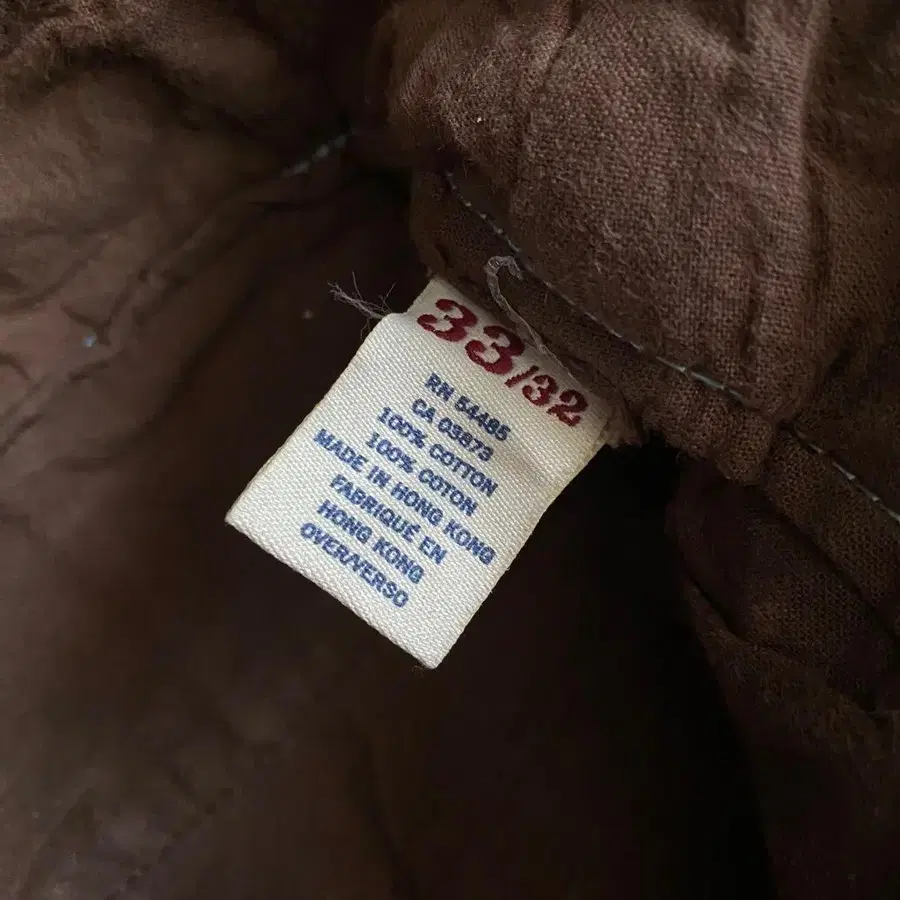 33/32
RN 54485
CA 03879
100% COTTON
100% COTON
MADE IN HONG KONG
FABRIQUÉ EN
HONG KONG
OVER/VERSO